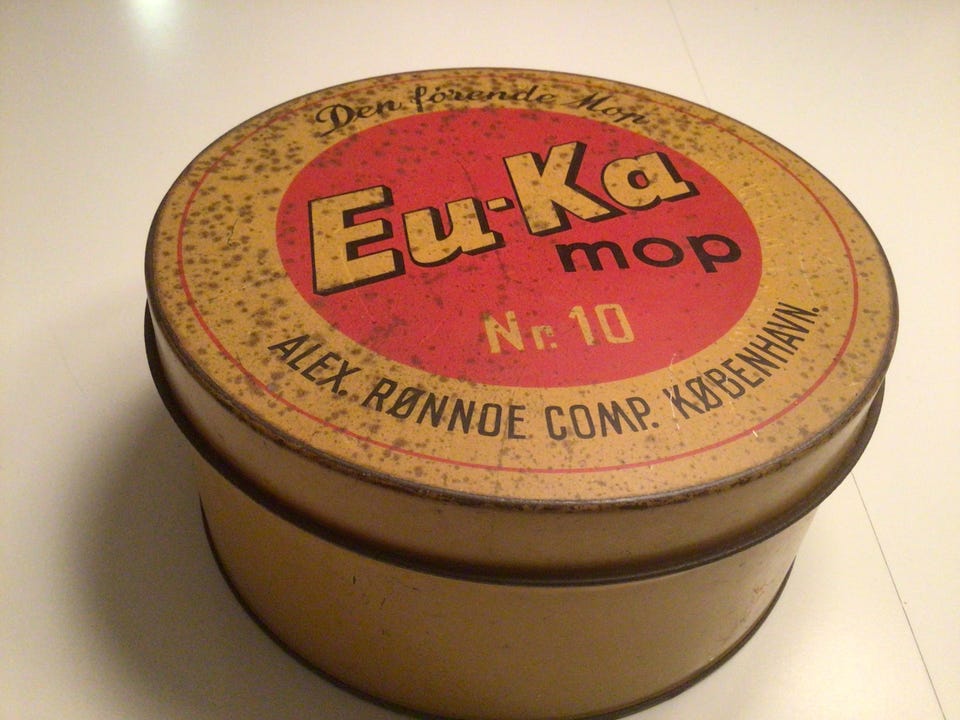 Den førende Mop
Eu-Ka
mop
Nr. 10
ALEX. RØNNOE COMP. KØBENHAVN.